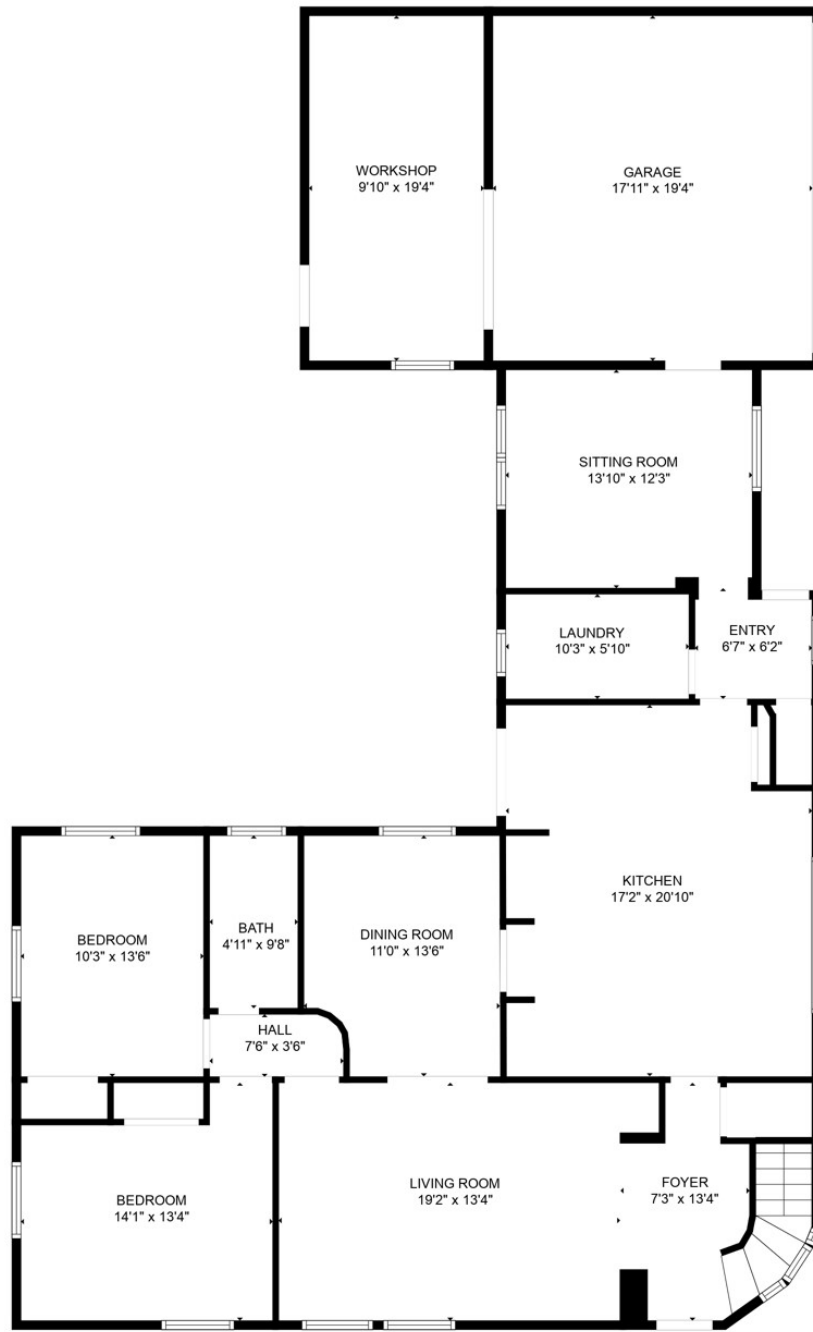 WORKSHOP
9'10" x 19'4"
GARAGE
17'11" x 19'4"
SITTING ROOM
13'10" x 12'3"
LAUNDRY
10'3" x 5'10"
ENTRY
6'7" x 6'2"
KITCHEN
17'2" x 20'10"
BEDROOM
10'3" x 13'6"
BATH
4'11" x 9'8"
DINING ROOM
11'0" x 13'6"
HALL
7'6" x 3'6"
BEDROOM
14'1" x 13'4"
LIVING ROOM
19'2" x 13'4"
FOYER
7'3" x 13'4"